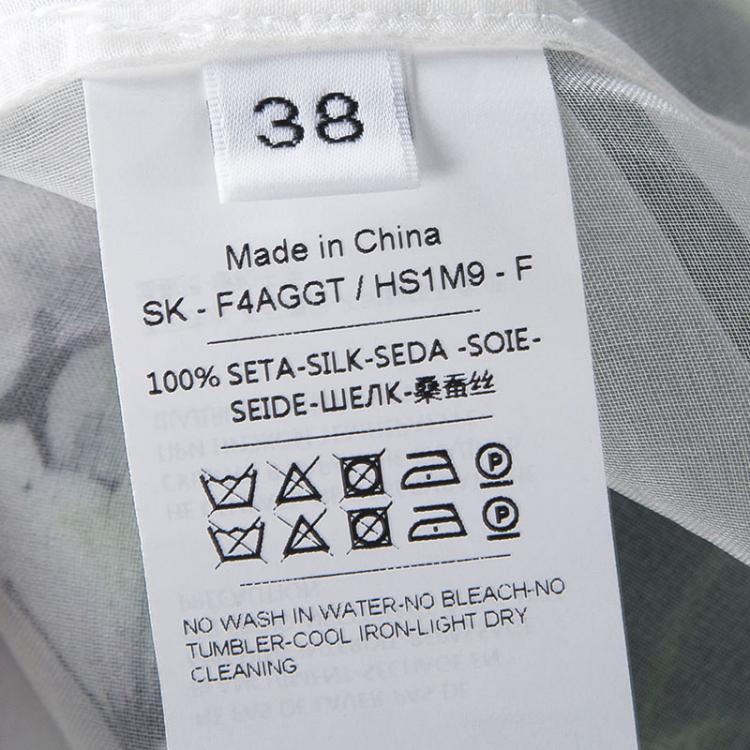 38
Made in China
SK - F4AGGT / HS1M9 - F
100% SETA-SILK-SEDA -SOIE-
SEIDE-ШЕЛК-桑蚕丝
P
P
NO WASH IN WATER-NO BLEACH-NO
TUMBLER-COOL IRON-LIGHT DRY
CLEANING